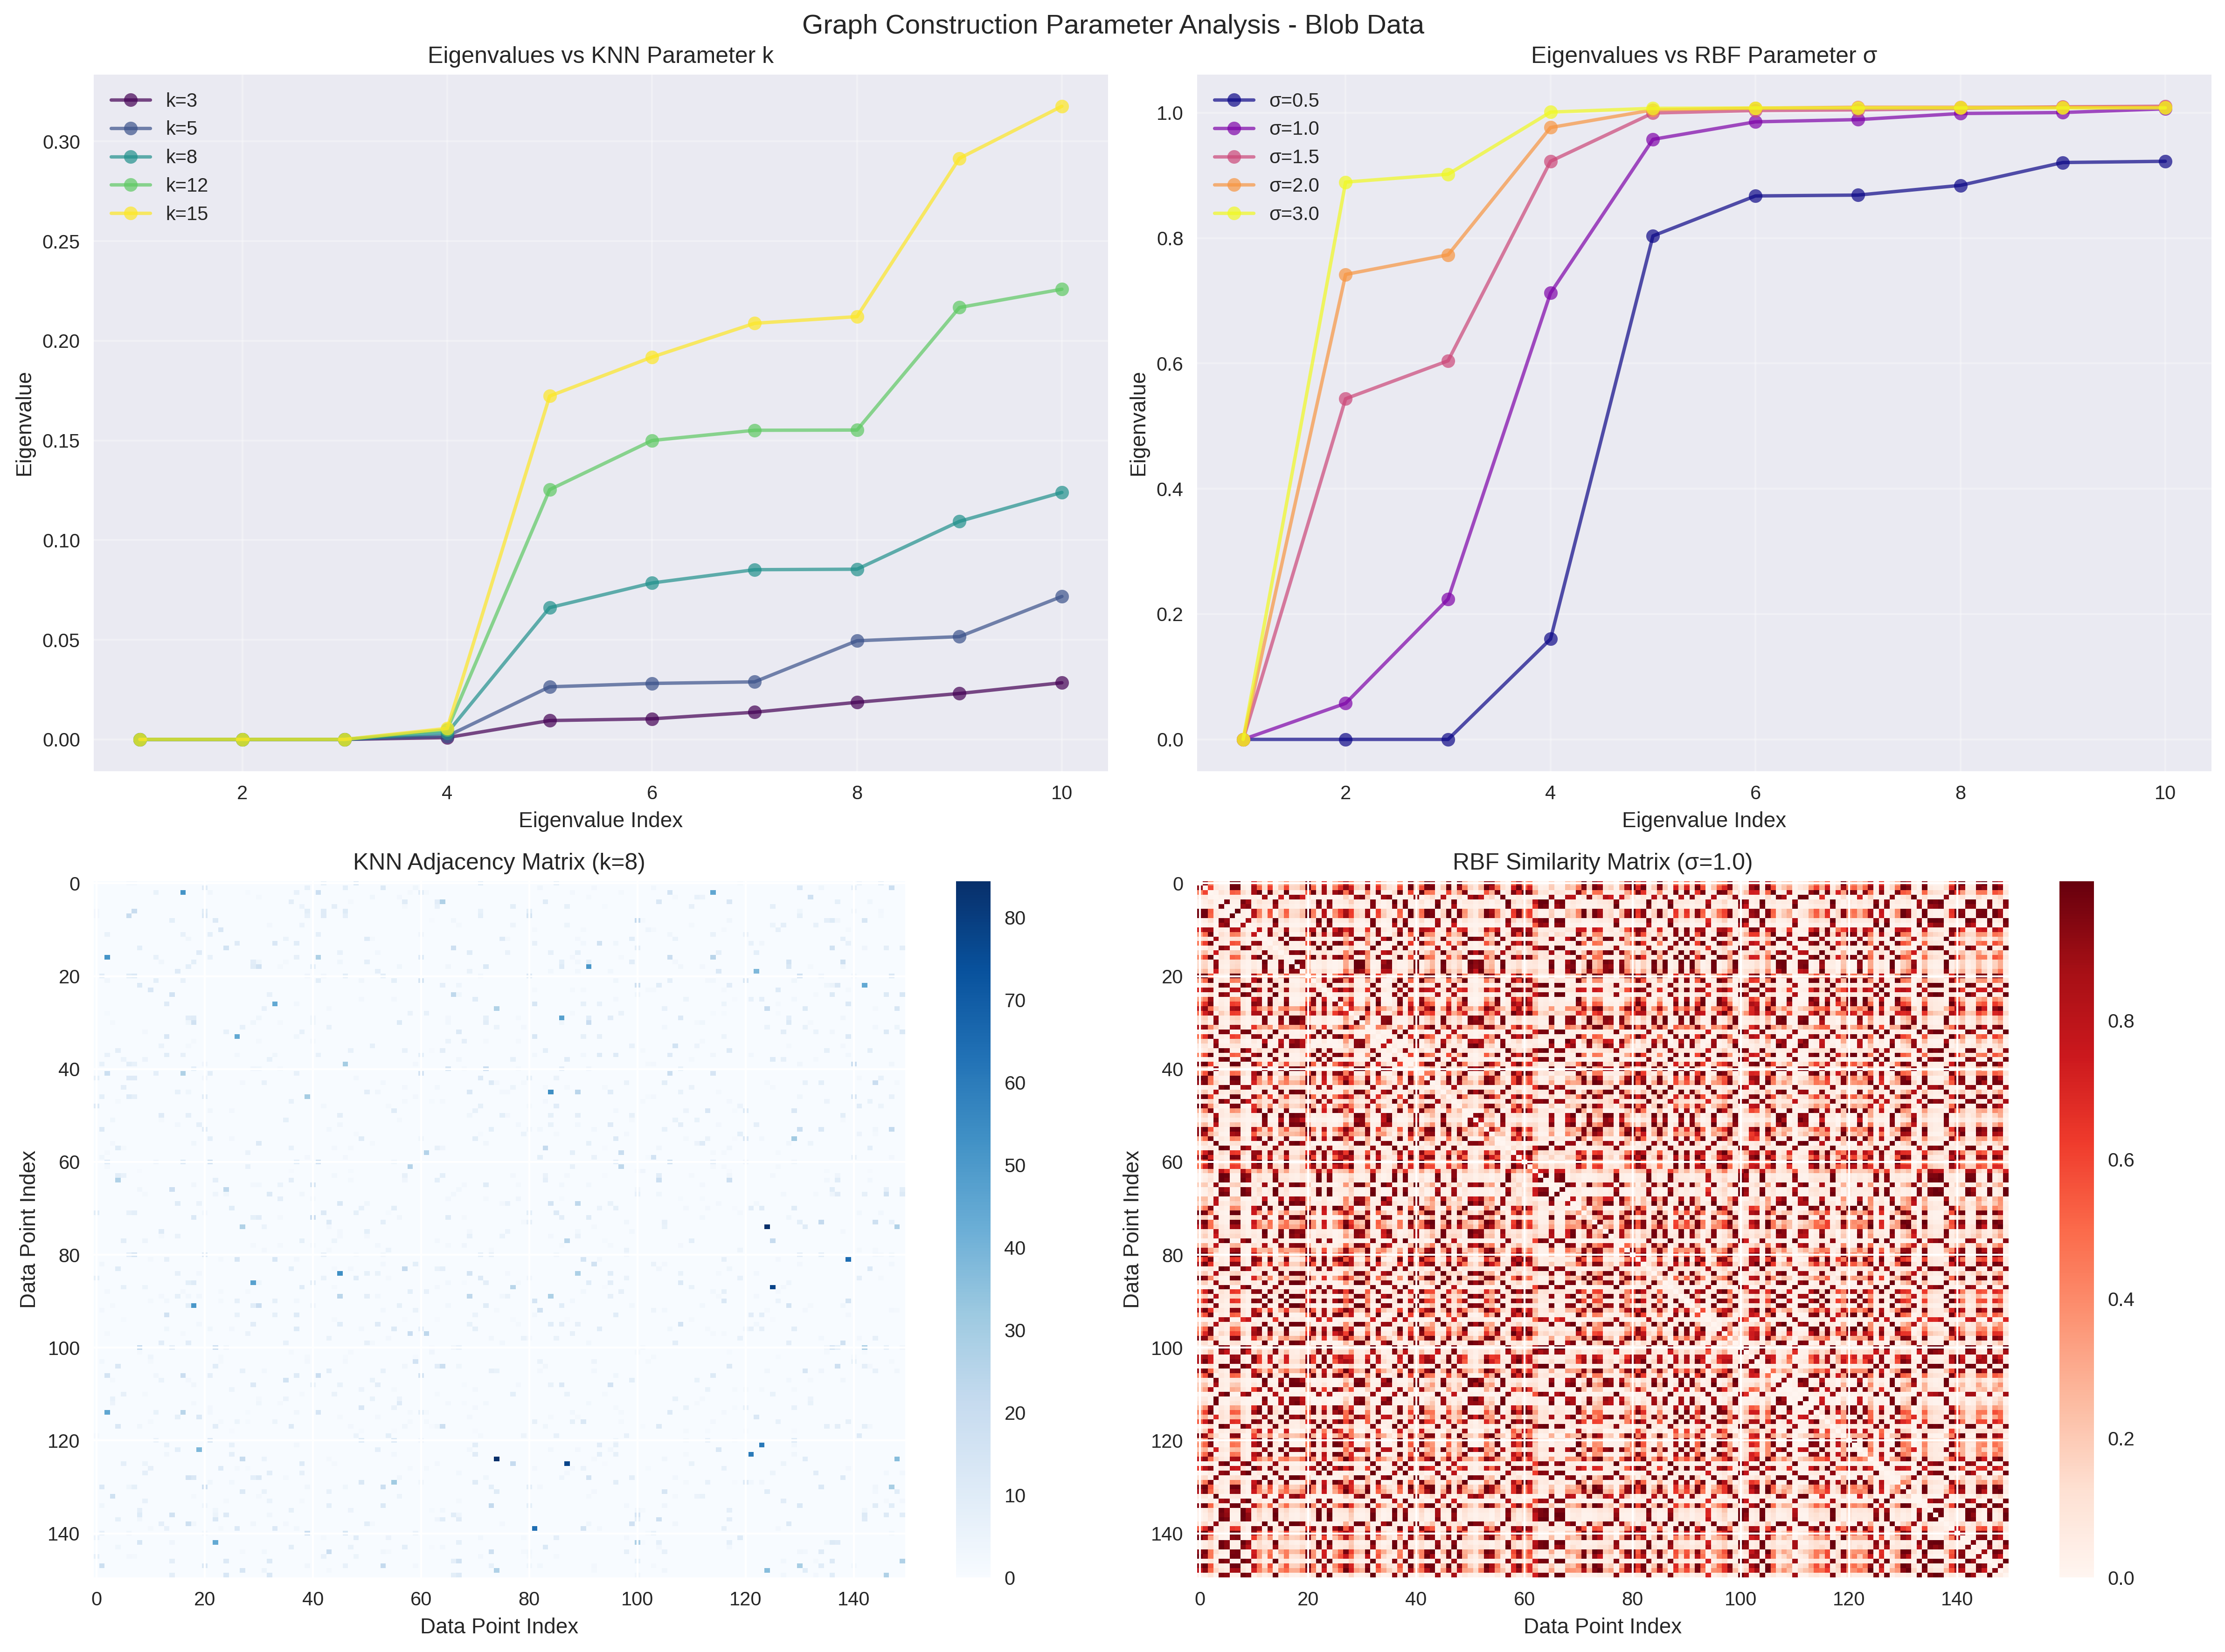 Graph Construction Parameter Analysis - Blob Data
Eigenvalues vs KNN Parameter k
k=3
k=5
k=8
k=12
k=15
0.30
0.25
0.20
0.15
0.10
0.05
0.00
Eigenvalue
2 4 6 8 10
Eigenvalue Index
Eigenvalues vs RBF Parameter σ
σ=0.5
σ=1.0
σ=1.5
σ=2.0
σ=3.0
1.0
0.8
0.6
0.4
0.2
0.0
Eigenvalue
2 4 6 8 10
Eigenvalue Index
KNN Adjacency Matrix (k=8)
0
20
40
60
80
100
120
140
Data Point Index
0 20 40 60 80 100 120 140
Data Point Index
80
70
60
50
40
30
20
10
0
RBF Similarity Matrix (σ=1.0)
0
20
40
60
80
100
120
140
Data Point Index
0 20 40 60 80 100 120 140
Data Point Index
0.8
0.6
0.4
0.2
0.0